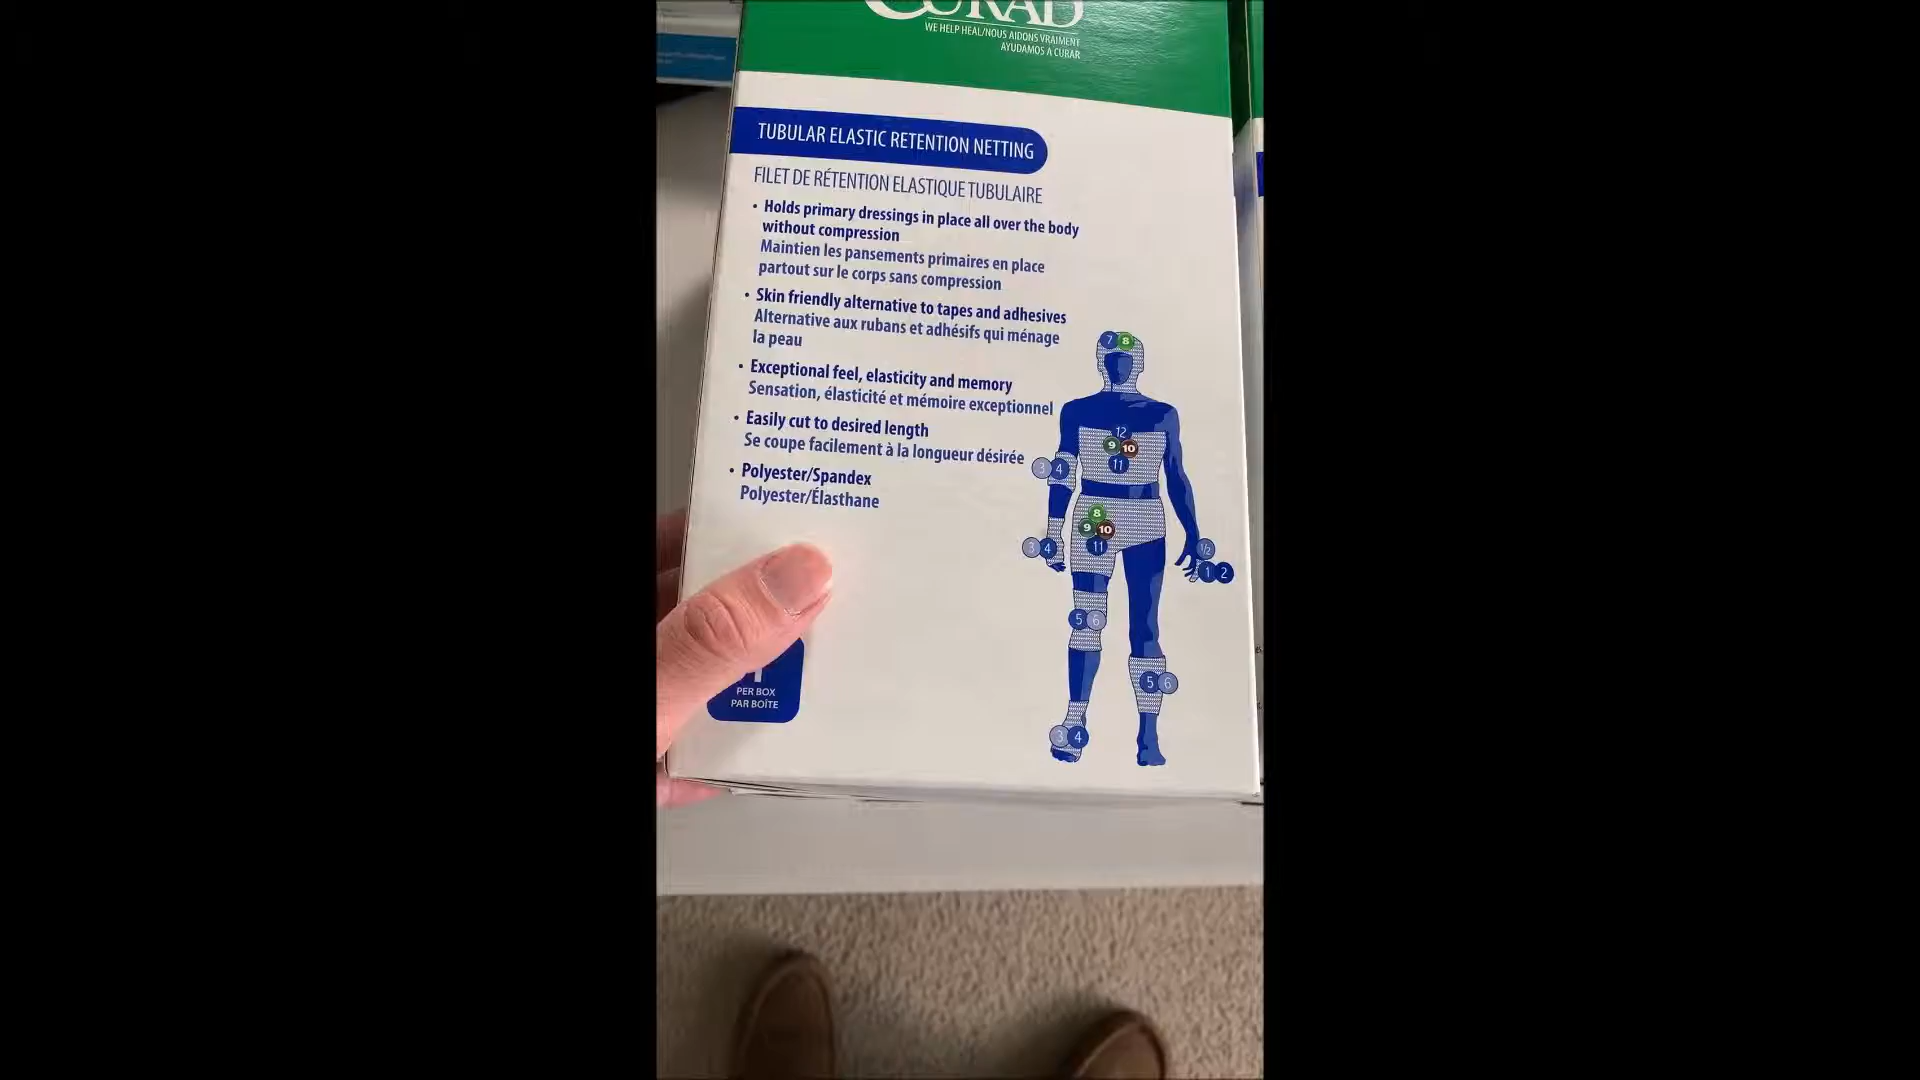 CURAD
WE HELP HEAL/NOUS AIDONS VRAIMENT
AYUDAMOS A CURAR
TUBULAR ELASTIC RETENTION NETTING
FILET DE RÉTENTION ELASTIQUE TUBULAIRE
• Holds primary dressings in place all over the body
without compression
Maintien les pansements primaires en place
partout sur le corps sans compression
• Skin friendly alternative to tapes and adhesives
Alternative aux rubans et adhésifs qui ménage
la peau
• Exceptional feel, elasticity and memory
Sensation, élasticité et mémoire exceptionnel
• Easily cut to desired length
Se coupe facilement à la longueur désirée
• Polyester/Spandex
Polyester/Élasthane
7 8
12
9 10
11
3 4
8
9 10
11
3 4
1/2
1 2
5 6
5 6
3 4
PER BOX
PAR BOÎTE